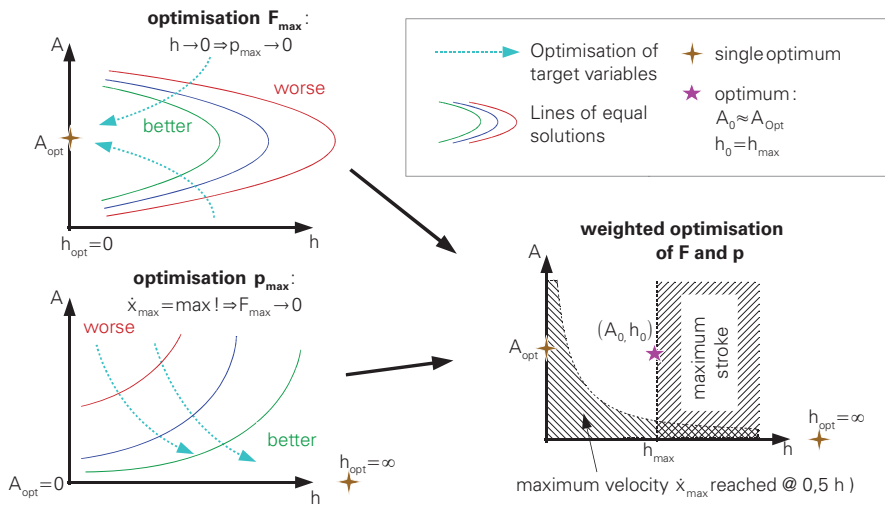 optimisation F_max:
h→0⇒p_max→0
A
worse
better
A_opt
h_opt=0
h
optimisation p_max:
ẋ_max=max!⇒F_max→0
A
worse
better
h_opt=∞
A_opt=0
h
Optimisation of
target variables
Lines of equal
solutions
single optimum
optimum:
A_0≈A_Opt
h_0=h_max
weighted optimisation
of F and p
A
(A_0, h_0)
A_opt
maximum
stroke
h_opt=∞
h_max
h
maximum velocity ẋ_max reached @ 0,5 h )